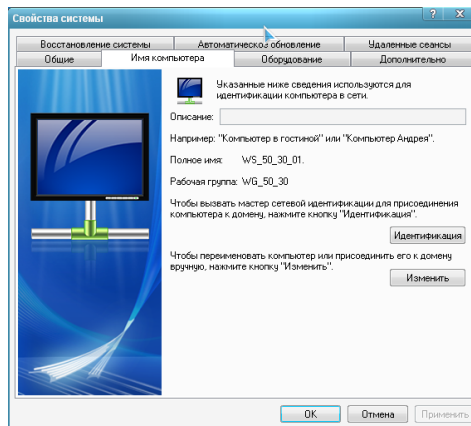 Свойства системы
Восстановление системы Автоматическое обновление Удаленные сеансы
Общие Имя компьютера Оборудование Дополнительно
Указанные ниже сведения используются для
идентификации компьютера в сети.
Описание:
Например: "Компьютер в гостиной" или "Компьютер Андрея".
Полное имя: WS_50_30_01.
Рабочая группа: WG_50_30
Чтобы вызвать мастер сетевой идентификации для присоединения
компьютера к домену, нажмите кнопку "Идентификация".
Идентификация
Чтобы переименовать компьютер или присоединить его к домену
вручную, нажмите кнопку "Изменить".
Изменить
OK Отмена Применить